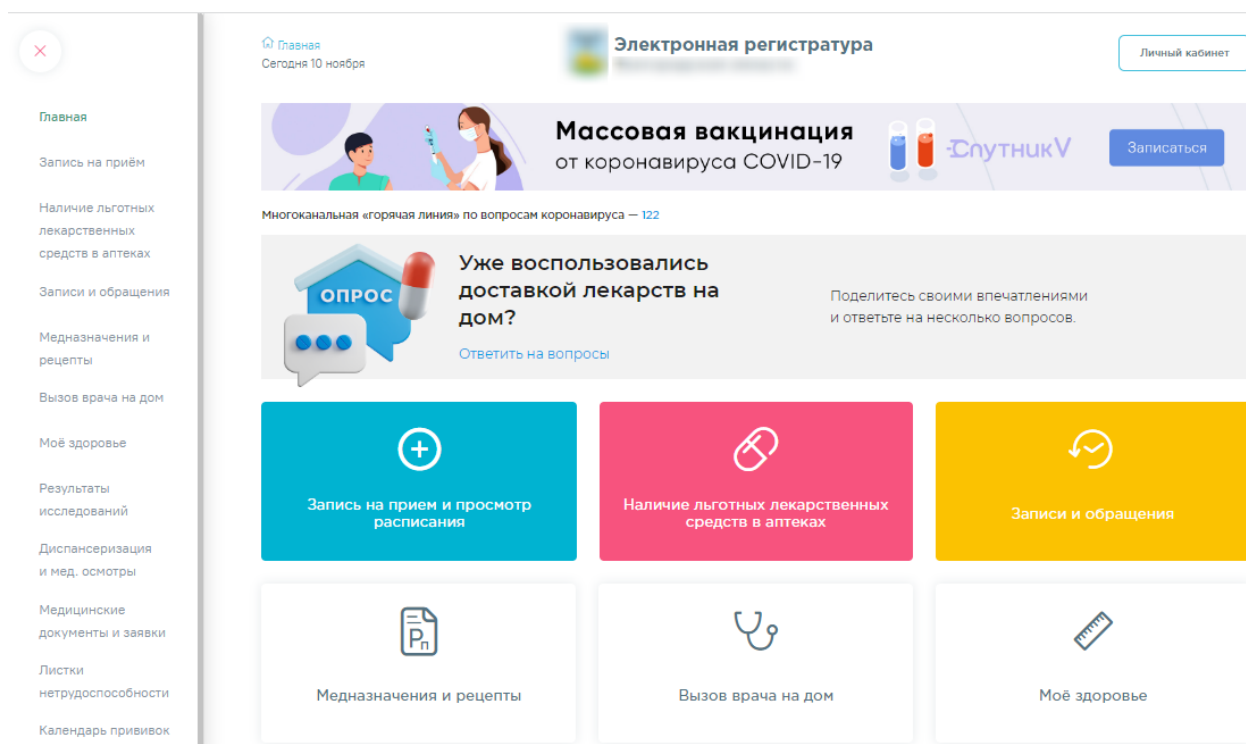 Главная
Запись на приём
Наличие льготных
лекарственных
средств в аптеках
Записи и обращения
Медназначения и
рецепты
Вызов врача на дом
Моё здоровье
Результаты
исследований
Диспансеризация
и мед. осмотры
Медицинские
документы и заявки
Листки
нетрудоспособности
Календарь прививок
Главная
Сегодня 10 ноября
Электронная регистратура
Личный кабинет
Массовая вакцинация
от коронавируса COVID-19
Спутник V
Записаться
Многоканальная «горячая линия» по вопросам коронавируса — 122
ОПРОС
Уже воспользовались
доставкой лекарств на
дом?
Ответить на вопросы
Поделитесь своими впечатлениями
и ответьте на несколько вопросов.
Запись на прием и просмотр
расписания
Наличие льготных лекарственных
средств в аптеках
Записи и обращения
Рп
Медназначения и рецепты
Вызов врача на дом
Моё здоровье